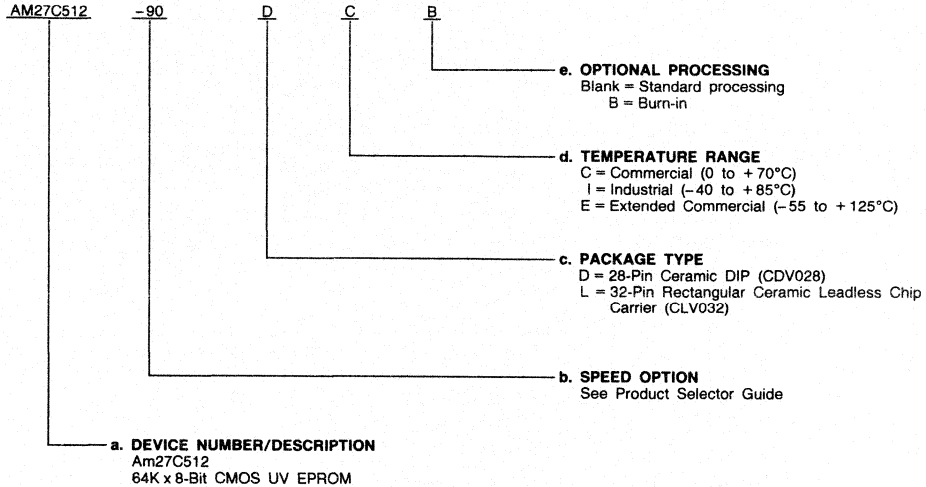 AM27C512 -90 D C B
e. OPTIONAL PROCESSING
Blank = Standard processing
B = Burn-in
d. TEMPERATURE RANGE
C = Commercial (0 to +70°C)
I = Industrial (-40 to +85°C)
E = Extended Commercial (-55 to +125°C)
c. PACKAGE TYPE
D = 28-Pin Ceramic DIP (CDV028)
L = 32-Pin Rectangular Ceramic Leadless Chip
Carrier (CLV032)
b. SPEED OPTION
See Product Selector Guide
a. DEVICE NUMBER/DESCRIPTION
Am27C512
64K x 8-Bit CMOS UV EPROM